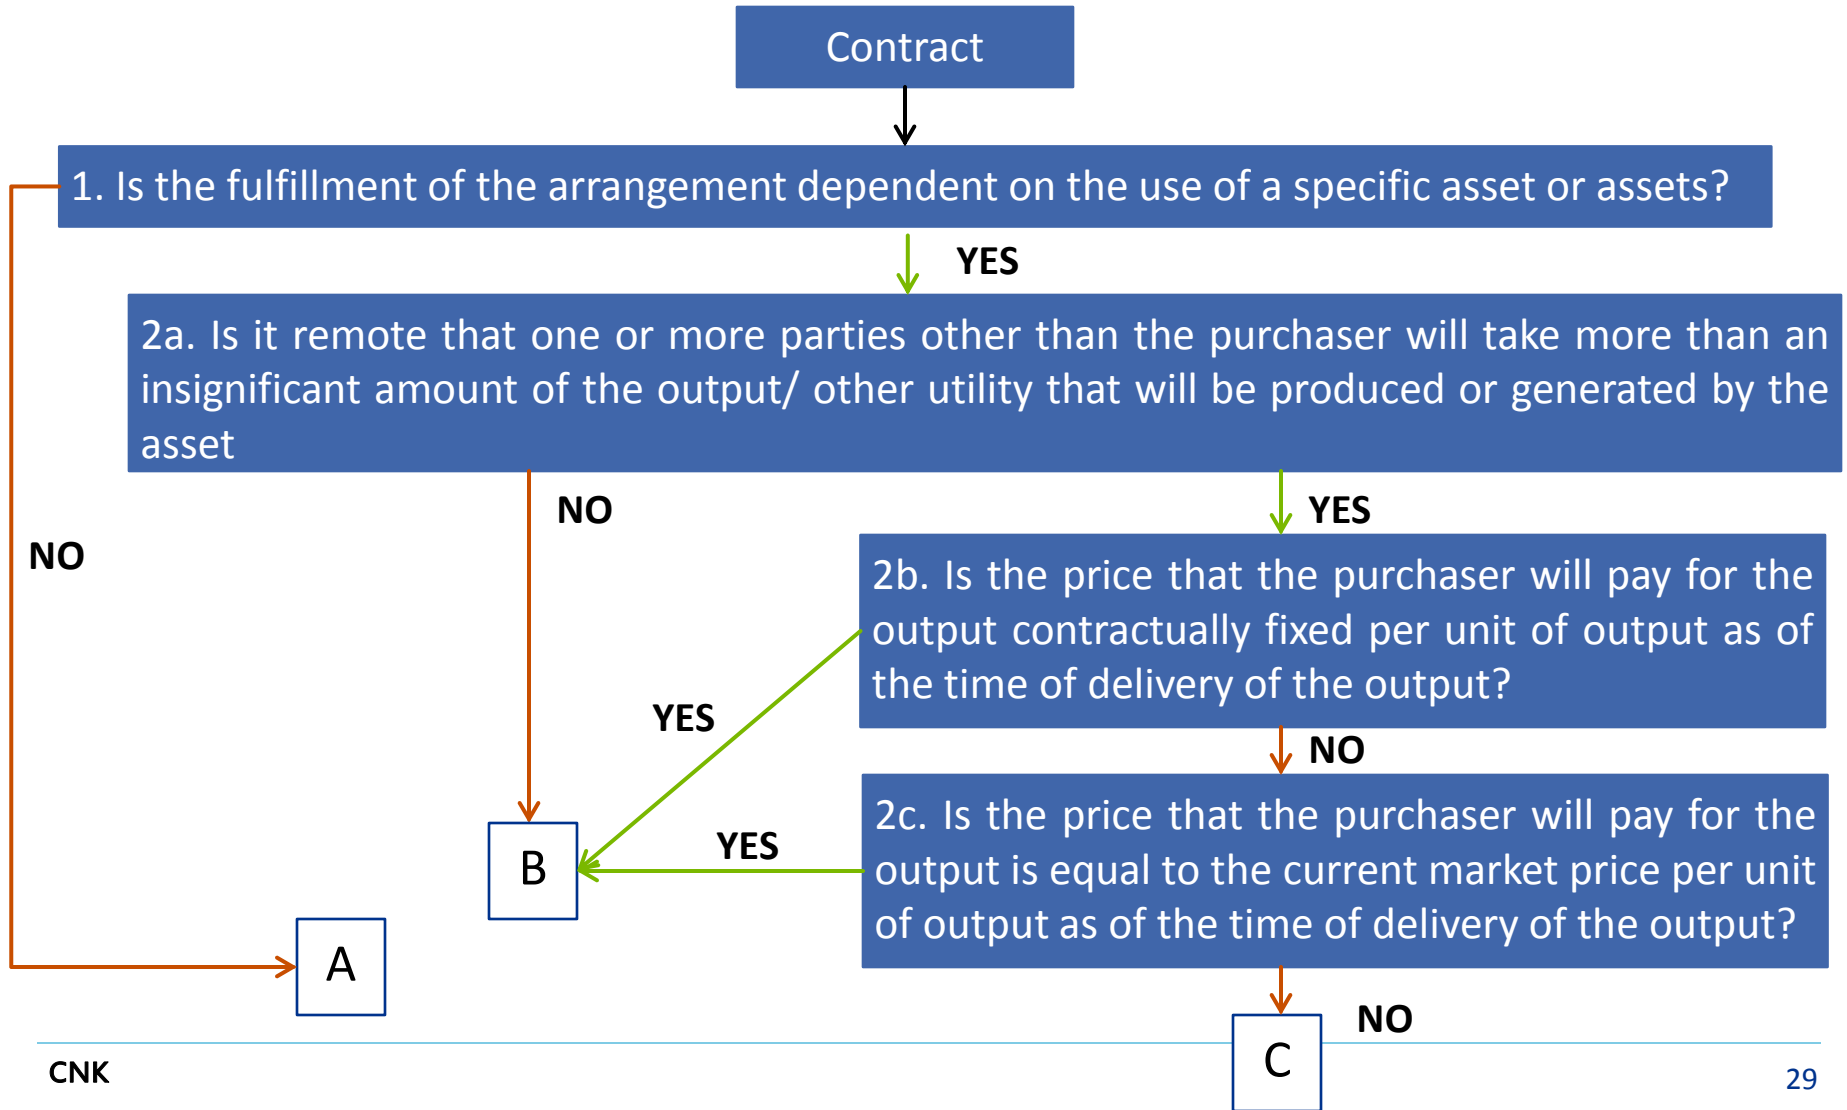 Contract
1. Is the fulfillment of the arrangement dependent on the use of a specific asset or assets?
YES
2a. Is it remote that one or more parties other than the purchaser will take more than an
insignificant amount of the output/ other utility that will be produced or generated by the
asset
NO
YES
NO
2b. Is the price that the purchaser will pay for the
output contractually fixed per unit of output as of
the time of delivery of the output?
YES
NO
2c. Is the price that the purchaser will pay for the
output is equal to the current market price per unit
of output as of the time of delivery of the output?
YES
B
A
NO
C
CNK
29